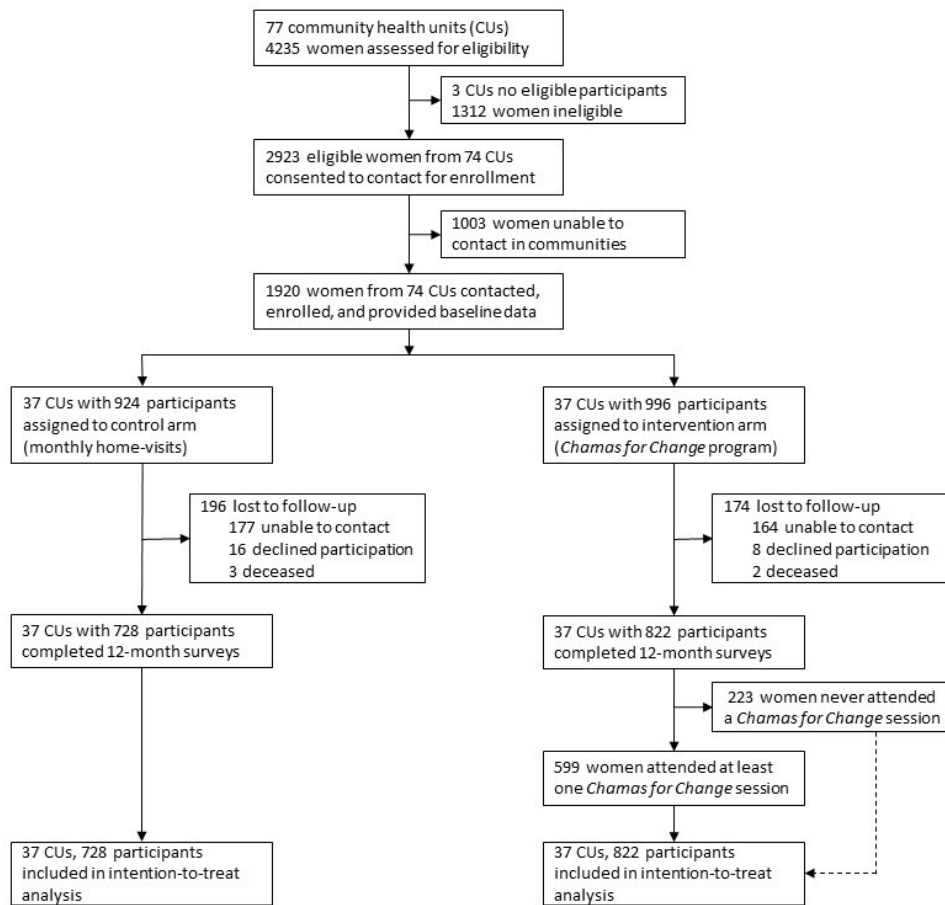 77 community health units (CUs)
4235 women assessed for eligibility
3 CUs no eligible participants
1312 women ineligible
2923 eligible women from 74 CUs
consented to contact for enrollment
1003 women unable to
contact in communities
1920 women from 74 CUs contacted,
enrolled, and provided baseline data
37 CUs with 924 participants
assigned to control arm
(monthly home-visits)
37 CUs with 996 participants
assigned to intervention arm
(Chamas for Change program)
196 lost to follow-up
177 unable to contact
16 declined participation
3 deceased
174 lost to follow-up
164 unable to contact
8 declined participation
2 deceased
37 CUs with 728 participants
completed 12-month surveys
37 CUs with 822 participants
completed 12-month surveys
223 women never attended
a Chamas for Change session
599 women attended at least
one Chamas for Change session
37 CUs, 728 participants
included in intention-to-treat
analysis
37 CUs, 822 participants
included in intention-to-treat
analysis